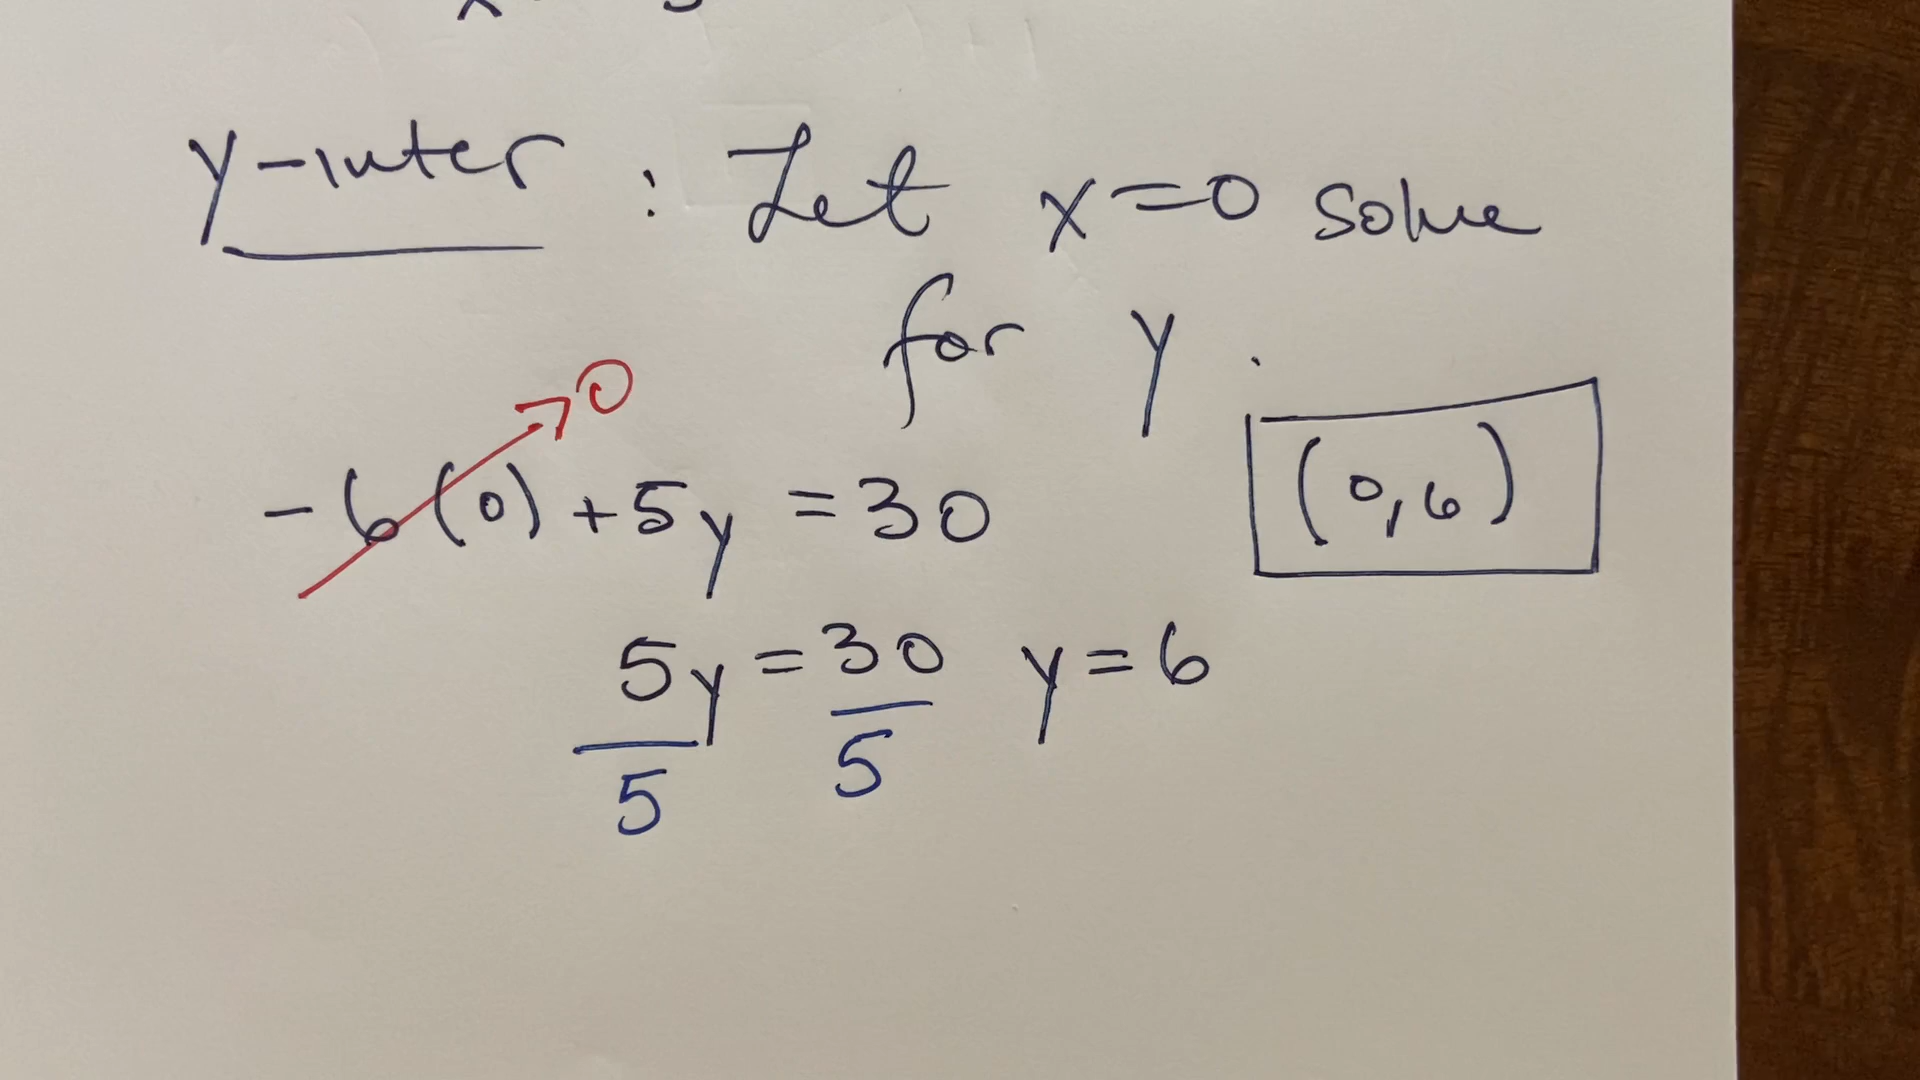 y-inter : Let x=0 solve
for y.
0
-6(0)+5y=30
(0,6)
5y=30 y=6
5 5